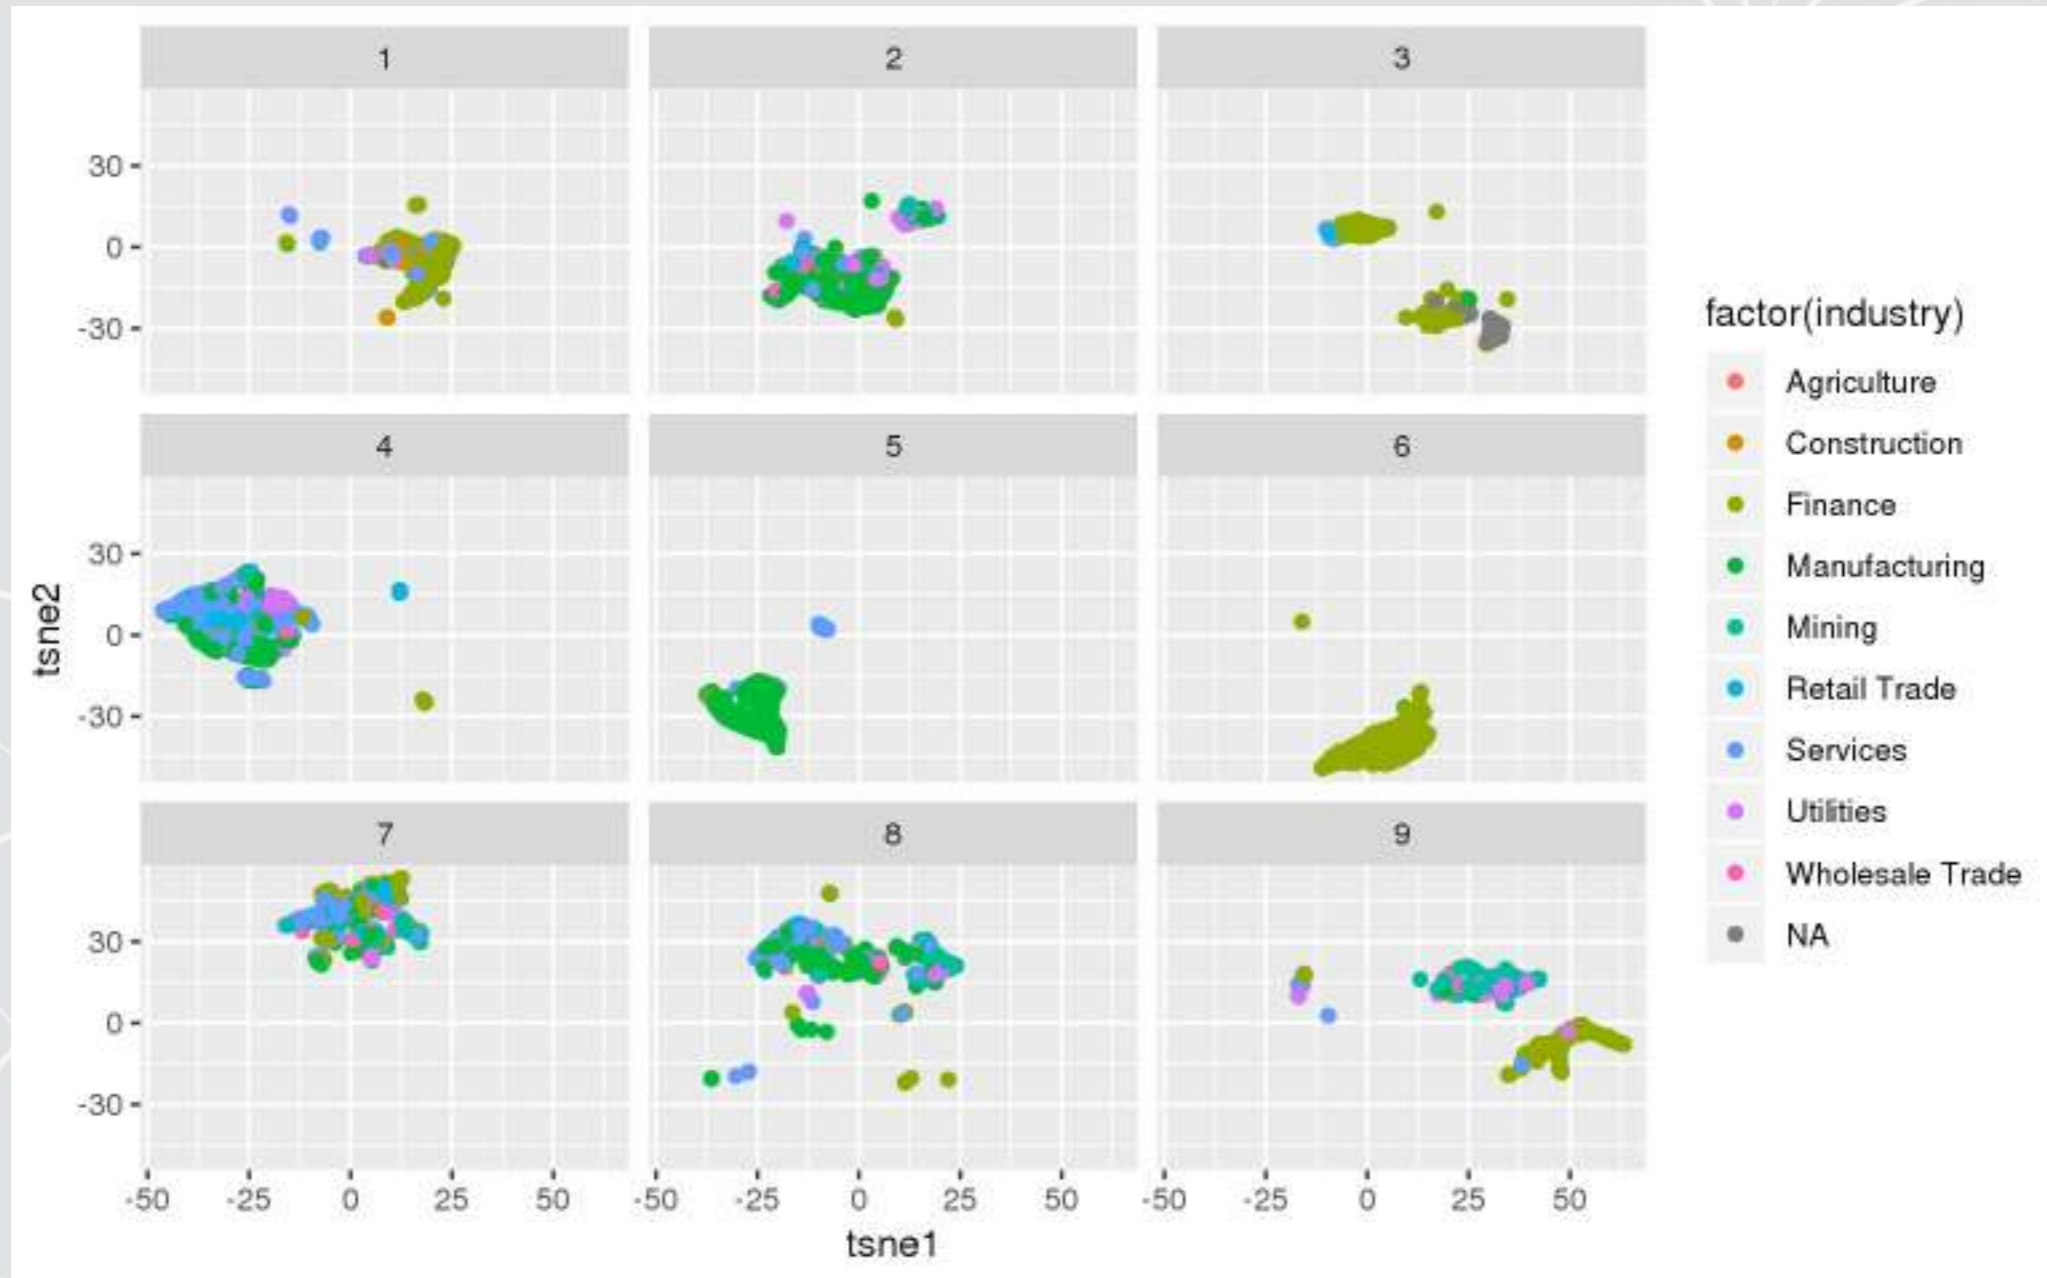 1 2 3
30
0
-30
4 5 6
30
0
-30
7 8 9
30
0
-30
-50 -25 0 25 50 -50 -25 0 25 50 -50 -25 0 25 50
tsne1
tsne2
factor(industry)
Agriculture
Construction
Finance
Manufacturing
Mining
Retail Trade
Services
Utilities
Wholesale Trade
NA